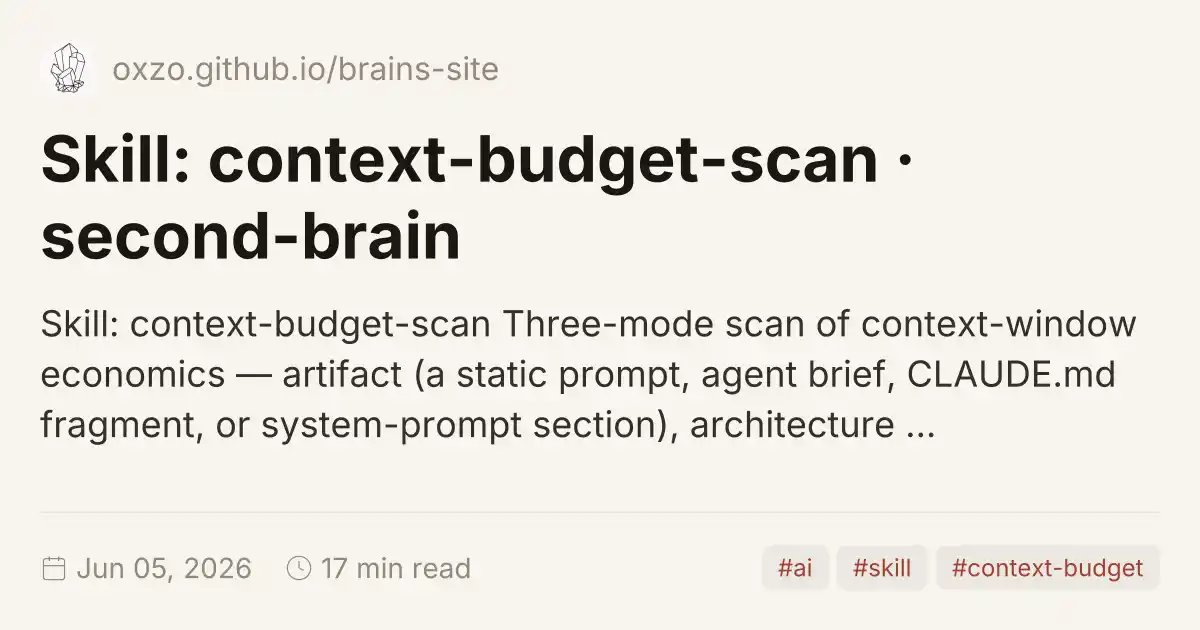 oxzo.github.io/brains-site
Skill: context-budget-scan ·
second-brain
Skill: context-budget-scan Three-mode scan of context-window
economics — artifact (a static prompt, agent brief, CLAUDE.md
fragment, or system-prompt section), architecture ...
Jun 05, 2026 17 min read #ai #skill #context-budget